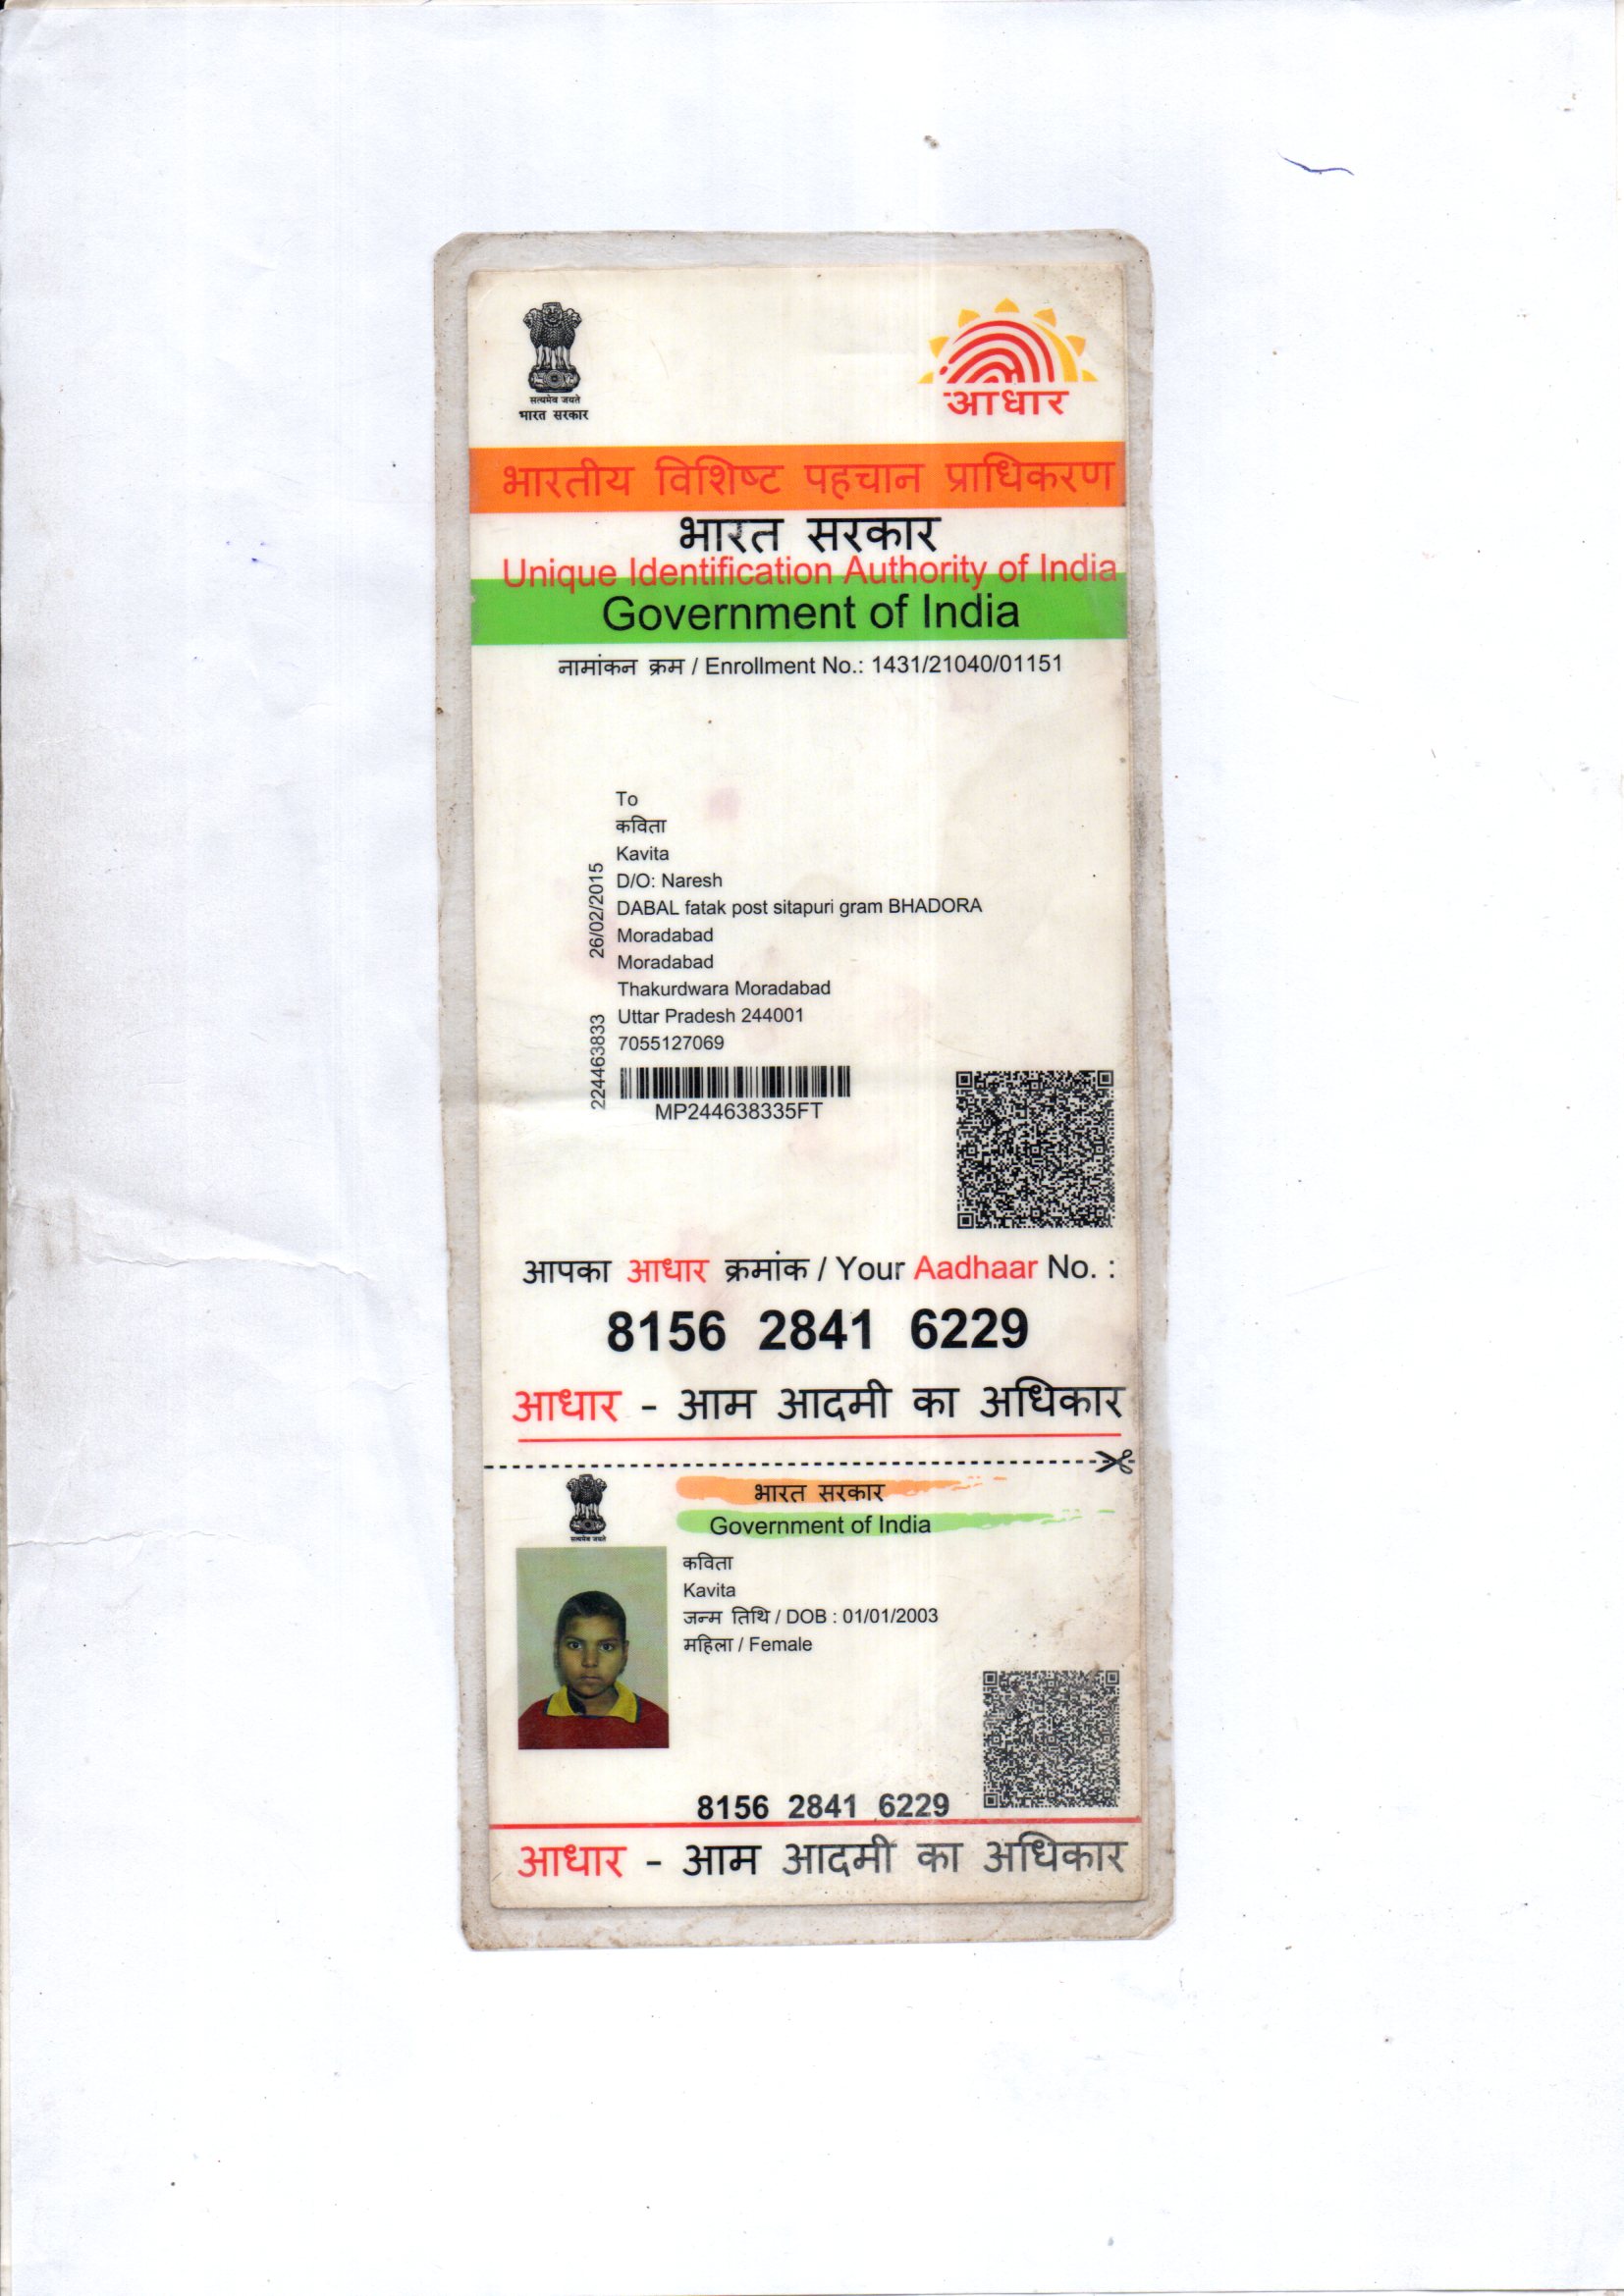 सत्यमेव जयते
भारत सरकार
आधार
भारतीय विशिष्ट पहचान प्राधिकरण
भारत सरकार
Unique Identification Authority of India
Government of India
नामांकन क्रम / Enrollment No.: 1431/21040/01151
To
कविता
Kavita
D/O: Naresh
DABAL fatak post sitapuri gram BHADORA
Moradabad
Moradabad
Thakurdwara Moradabad
Uttar Pradesh 244001
7055127069
26/02/2015
224463833
MP244638335FT
आपका आधार क्रमांक / Your Aadhaar No. :
8156 2841 6229
आधार - आम आदमी का अधिकार
सत्यमेव जयते
भारत सरकार
Government of India
कविता
Kavita
जन्म तिथि / DOB : 01/01/2003
महिला / Female
8156 2841 6229
आधार - आम आदमी का अधिकार